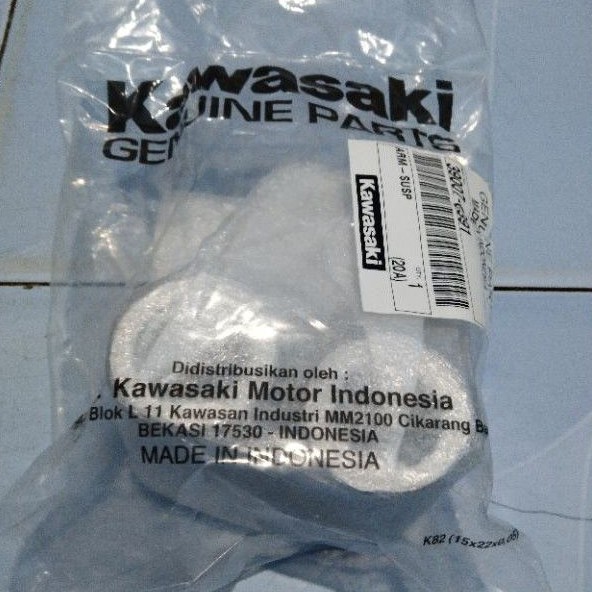 Kawasaki
GENUINE PARTS
ARM - SUSP
Kawasaki
1
(20A)
Didistribusikan oleh :
Kawasaki Motor Indonesia
Blok L 11 Kawasan Industri MM2100 Cikarang
BEKASI 17530 - INDONESIA
MADE IN INDONESIA